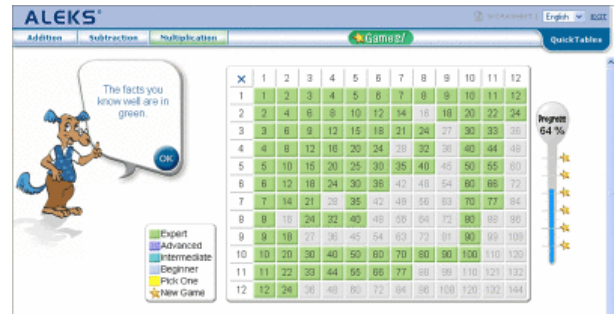 ALEKS®
WORKSHEET | English EXIT
Addition Subtraction Multiplication Games! QuickTables
The facts you
know well are in
green.
OK
× 1 2 3 4 5 6 7 8 9 10 11 12
1 1 2 3 4 5 6 7 8 9 10 11 12
2 2 4 6 8 10 12 14 16 18 20 22 24
3 3 6 9 12 15 18 21 24 27 30 33 36
4 4 8 12 16 20 24 28 32 36 40 44 48
5 5 10 15 20 25 30 35 40 45 50 55 60
6 6 12 18 24 30 36 42 48 54 60 66 72
7 7 14 21 28 35 42 49 56 63 70 77 84
8 8 16 24 32 40 48 56 64 72 80 88 96
9 9 18 27 36 45 54 63 72 81 90 99 108
10 10 20 30 40 50 60 70 80 90 100 110 120
11 11 22 33 44 55 66 77 88 99 110 121 132
12 12 24 36 48 60 72 84 96 108 120 132 144
Progress
64 %
Expert
Advanced
Intermediate
Beginner
Pick One
New Game